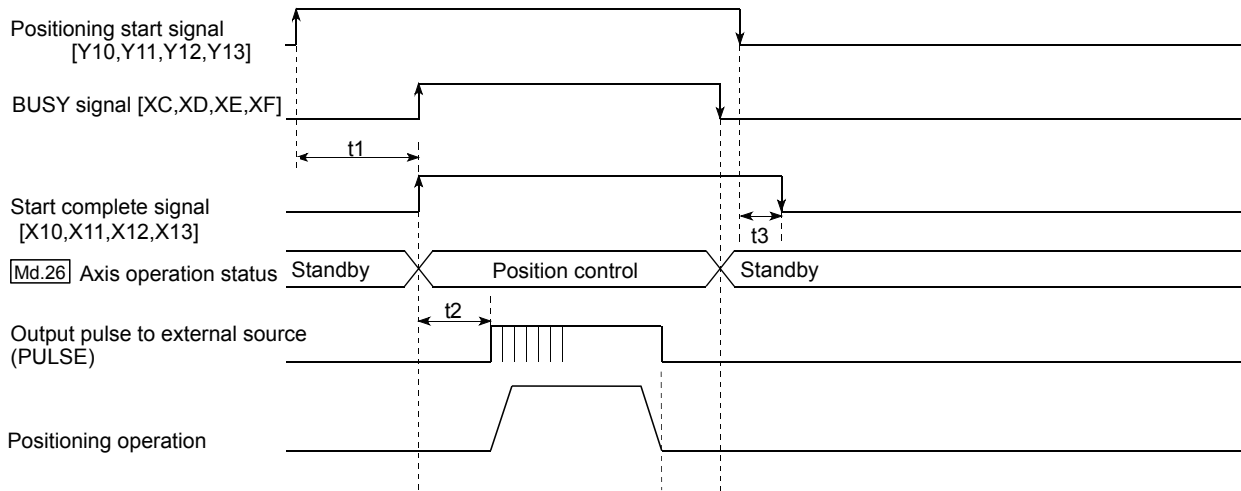 Positioning start signal
[Y10,Y11,Y12,Y13]
BUSY signal [XC,XD,XE,XF]
t1
Start complete signal
[X10,X11,X12,X13]
t3
Md.26 Axis operation status
Standby
Position control
Standby
t2
Output pulse to external source
(PULSE)
Positioning operation